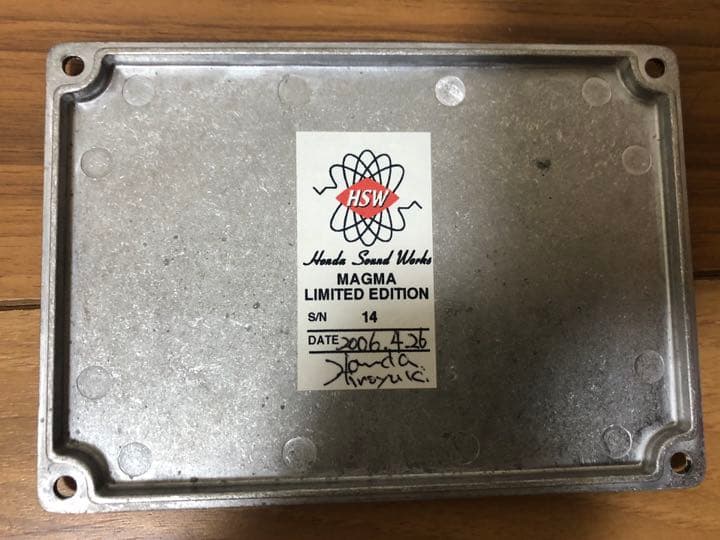 HSW
Honda Sound Works
MAGMA
LIMITED EDITION
S/N 14
DATE 2006.4.26
Honda
Hiroyuki.